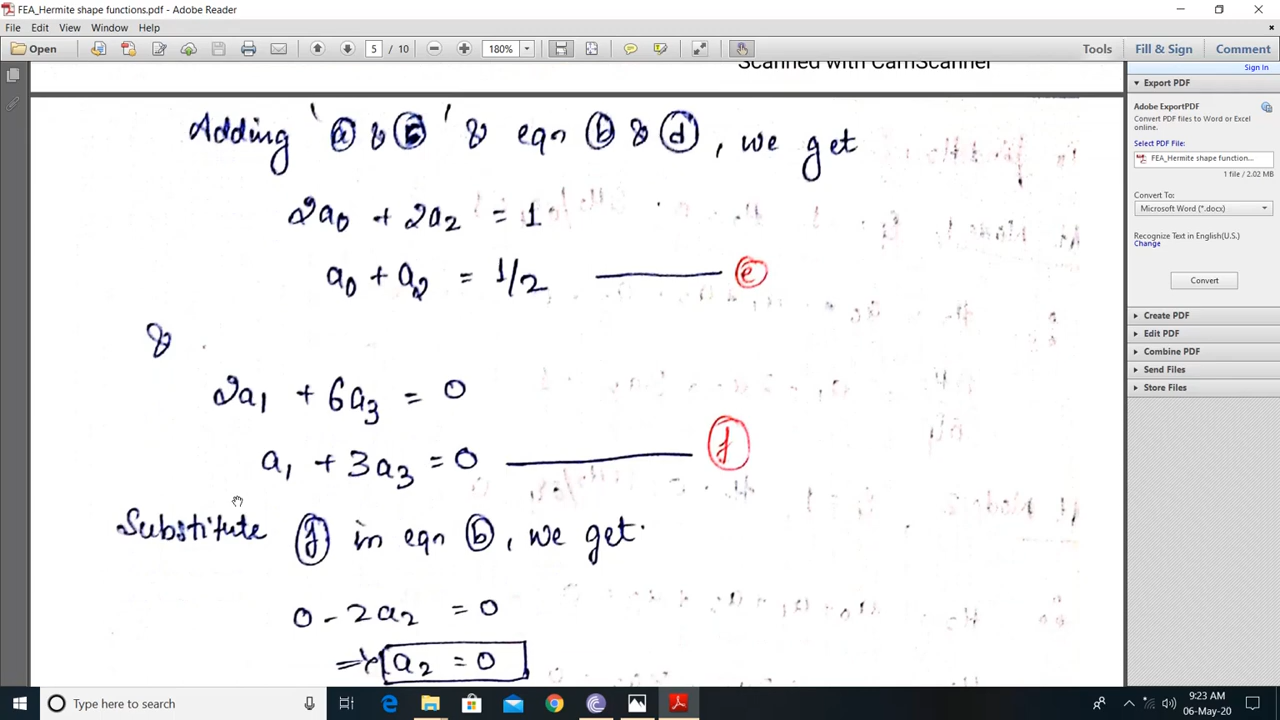 FEA_Hermite shape functions.pdf - Adobe Reader
File Edit View Window Help
Open 5 / 10 180% Tools Fill & Sign Comment
Sign In
Scanned with CamScanner
Adding 'a & c' & eqn b & d, we get
2a₀ + 2a₂ = 1
a₀ + a₂ = 1/2 e
&
2a₁ + 6a₃ = 0
a₁ + 3a₃ = 0 f
Substitute f in eqn b, we get.
0 - 2a₂ = 0
⇒ a₂ = 0
Export PDF
Adobe ExportPDF
Convert PDF files to Word or Excel
online.
Select PDF File:
FEA_Hermite shape function...
1 file / 2.02 MB
Convert To:
Microsoft Word (*.docx)
Recognize Text in English(U.S.)
Change
Convert
Create PDF
Edit PDF
Combine PDF
Send Files
Store Files
Type here to search
9:23 AM
06-May-20